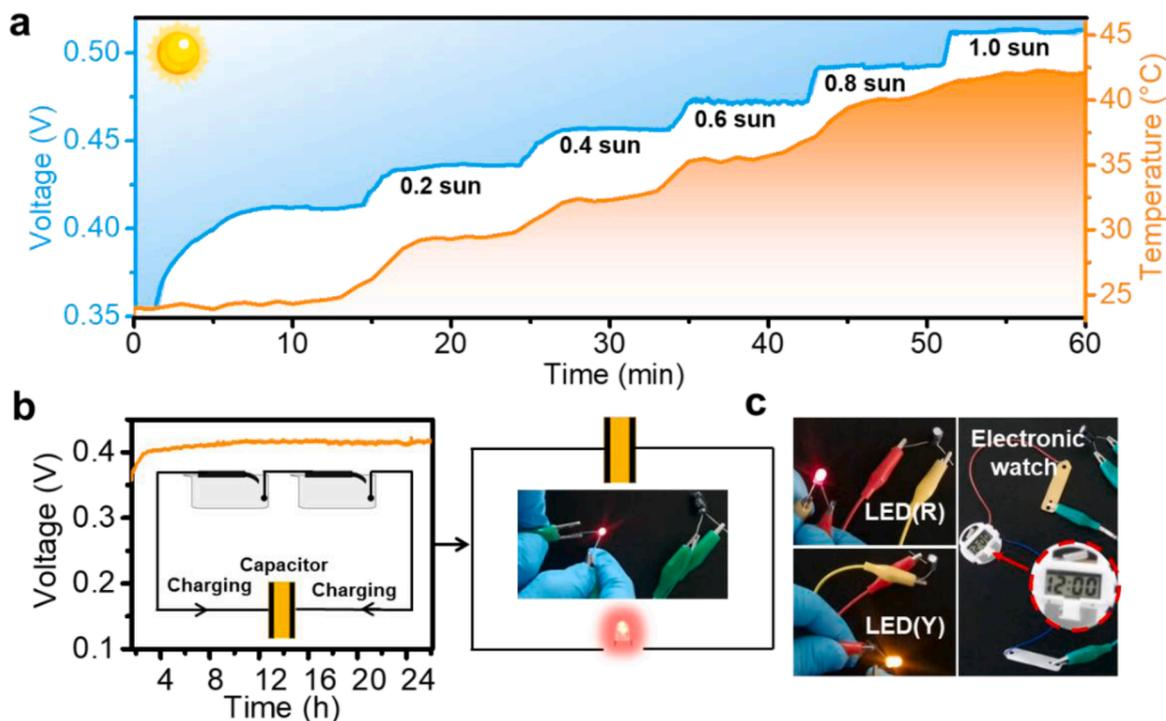 a
0.50
0.45
0.40
0.35
Voltage (V)
0.2 sun
0.4 sun
0.6 sun
0.8 sun
1.0 sun
45
40
35
30
25
Temperature (°C)
0 10 20 30 40 50 60
Time (min)
b
0.4
0.3
0.2
0.1
Voltage (V)
Capacitor
Charging Charging
4 8 12 16 20 24
Time (h)
c
LED(R)
LED(Y)
Electronic
watch
12:00